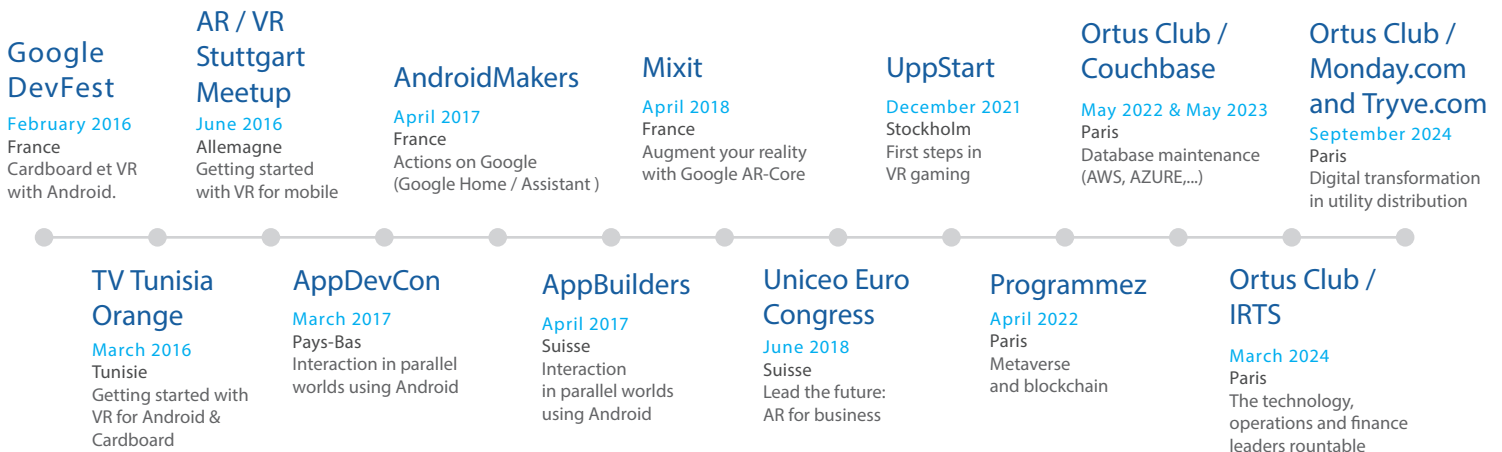 Google
DevFest
February 2016
France
Cardboard et VR
with Android.
AR / VR
Stuttgart
Meetup
June 2016
Allemagne
Getting started
with VR for mobile
AndroidMakers
April 2017
France
Actions on Google
(Google Home / Assistant )
Mixit
April 2018
France
Augment your reality
with Google AR-Core
UppStart
December 2021
Stockholm
First steps in
VR gaming
Ortus Club /
Couchbase
May 2022 & May 2023
Paris
Database maintenance
(AWS, AZURE,...)
Ortus Club /
Monday.com
and Tryve.com
September 2024
Paris
Digital transformation
in utility distribution
TV Tunisia
Orange
March 2016
Tunisie
Getting started with
VR for Android &
Cardboard
AppDevCon
March 2017
Pays-Bas
Interaction in parallel
worlds using Android
AppBuilders
April 2017
Suisse
Interaction
in parallel worlds
using Android
Uniceo Euro
Congress
June 2018
Suisse
Lead the future:
AR for business
Programmez
April 2022
Paris
Metaverse
and blockchain
Ortus Club /
IRTS
March 2024
Paris
The technology,
operations and finance
leaders rountable